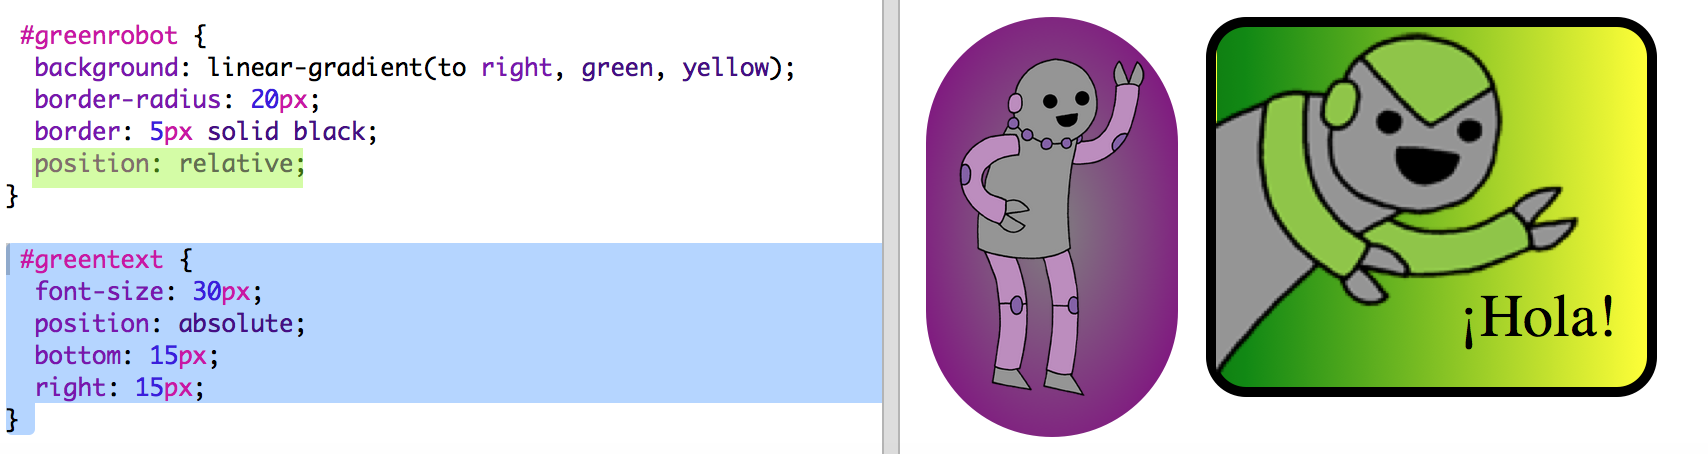 #greenrobot {
background: linear-gradient(to right, green, yellow);
border-radius: 20px;
border: 5px solid black;
position: relative;
}
#greentext {
font-size: 30px;
position: absolute;
bottom: 15px;
right: 15px;
}
¡Hola!